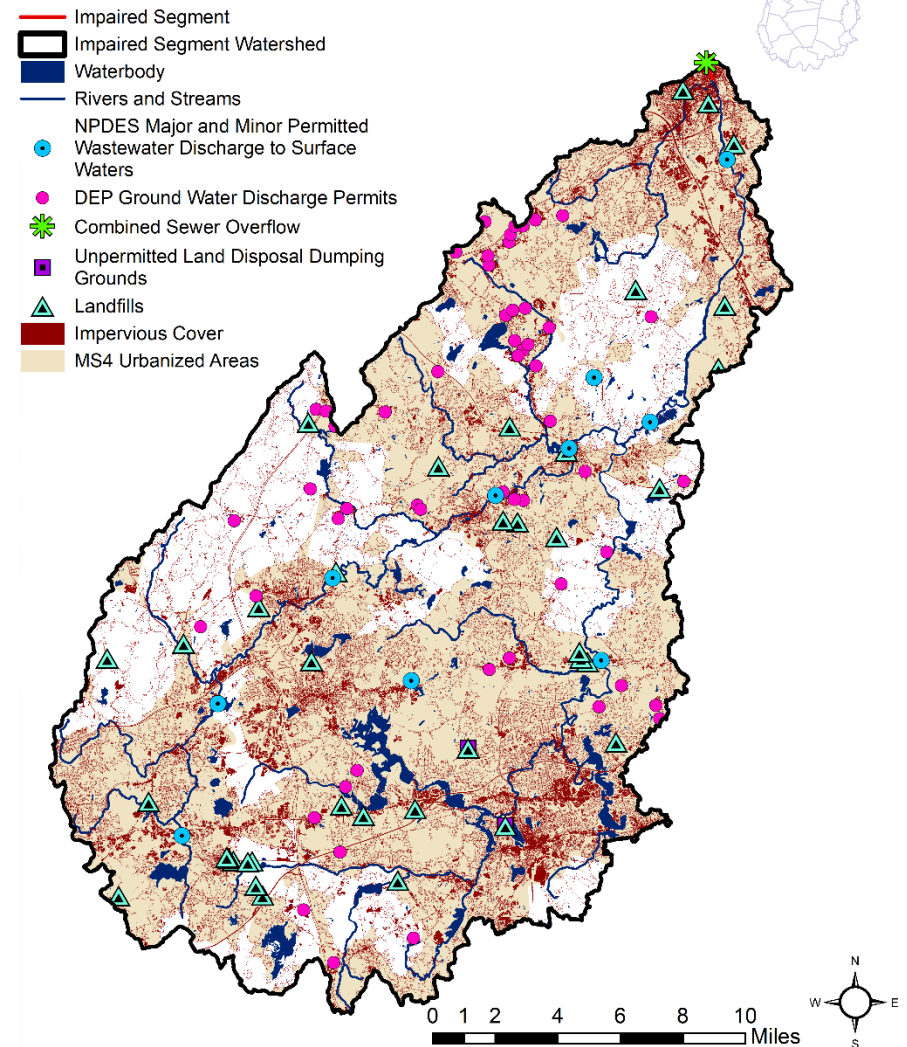 Impaired Segment
Impaired Segment Watershed
Waterbody
Rivers and Streams
NPDES Major and Minor Permitted
Wastewater Discharge to Surface
Waters
DEP Ground Water Discharge Permits
Combined Sewer Overflow
Unpermitted Land Disposal Dumping
Grounds
Landfills
Impervious Cover
MS4 Urbanized Areas
N
W E
S
0 1 2 4 6 8 10
Miles